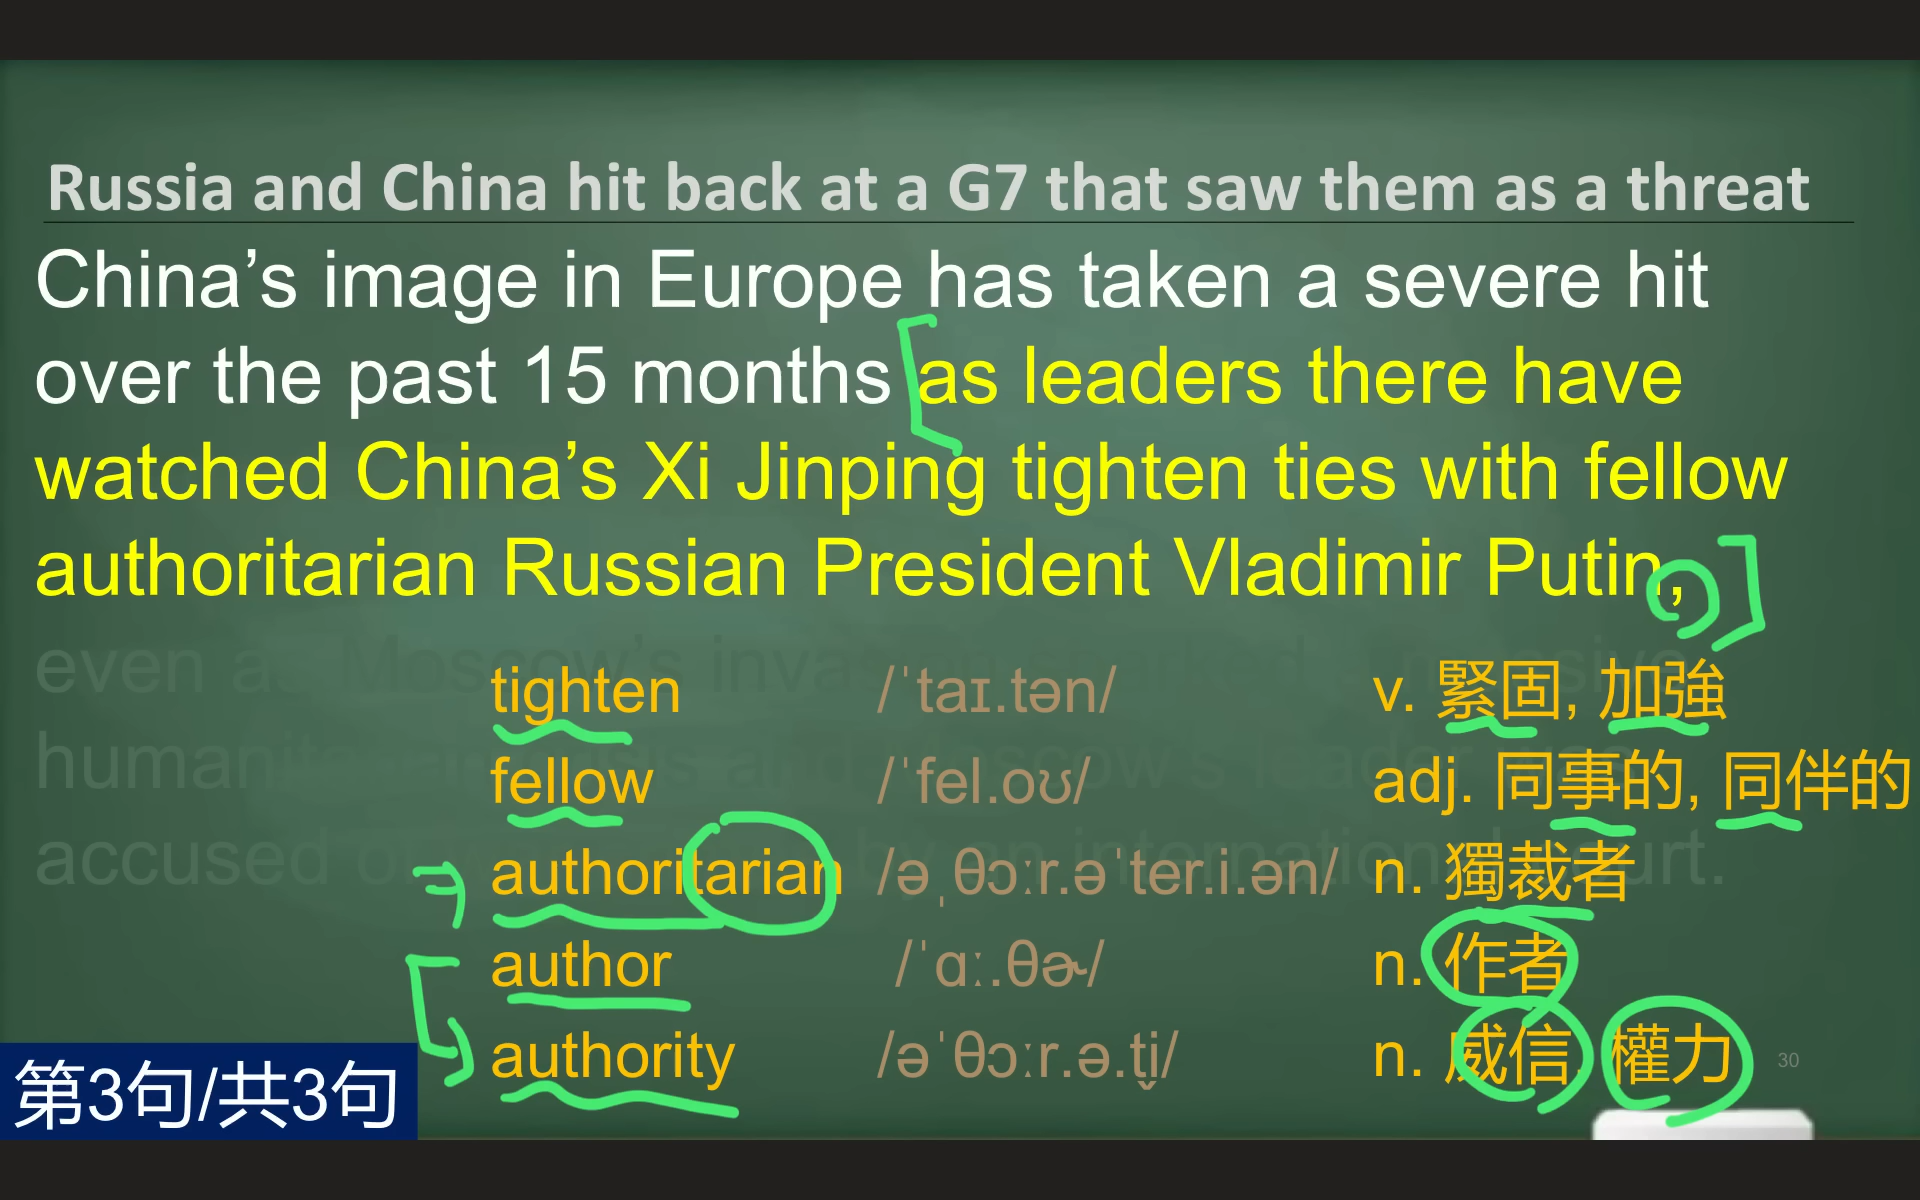 Russia and China hit back at a G7 that saw them as a threat
China’s image in Europe has taken a severe hit
over the past 15 months as leaders there have
watched China’s Xi Jinping tighten ties with fellow
authoritarian Russian President Vladimir Putin,
even as Moscow’s
tighten /ˈtaɪ.tən/ v. 緊固, 加強
fellow /ˈfel.oʊ/ adj. 同事的, 同伴的
authoritarian /əˌθɔːr.əˈter.i.ən/ n. 獨裁者
accused
author /ˈɑː.θɚ/ n. 作者
authority /əˈθɔːr.ə.t̬i/ n. 威信, 權力
第3句/共3句
30